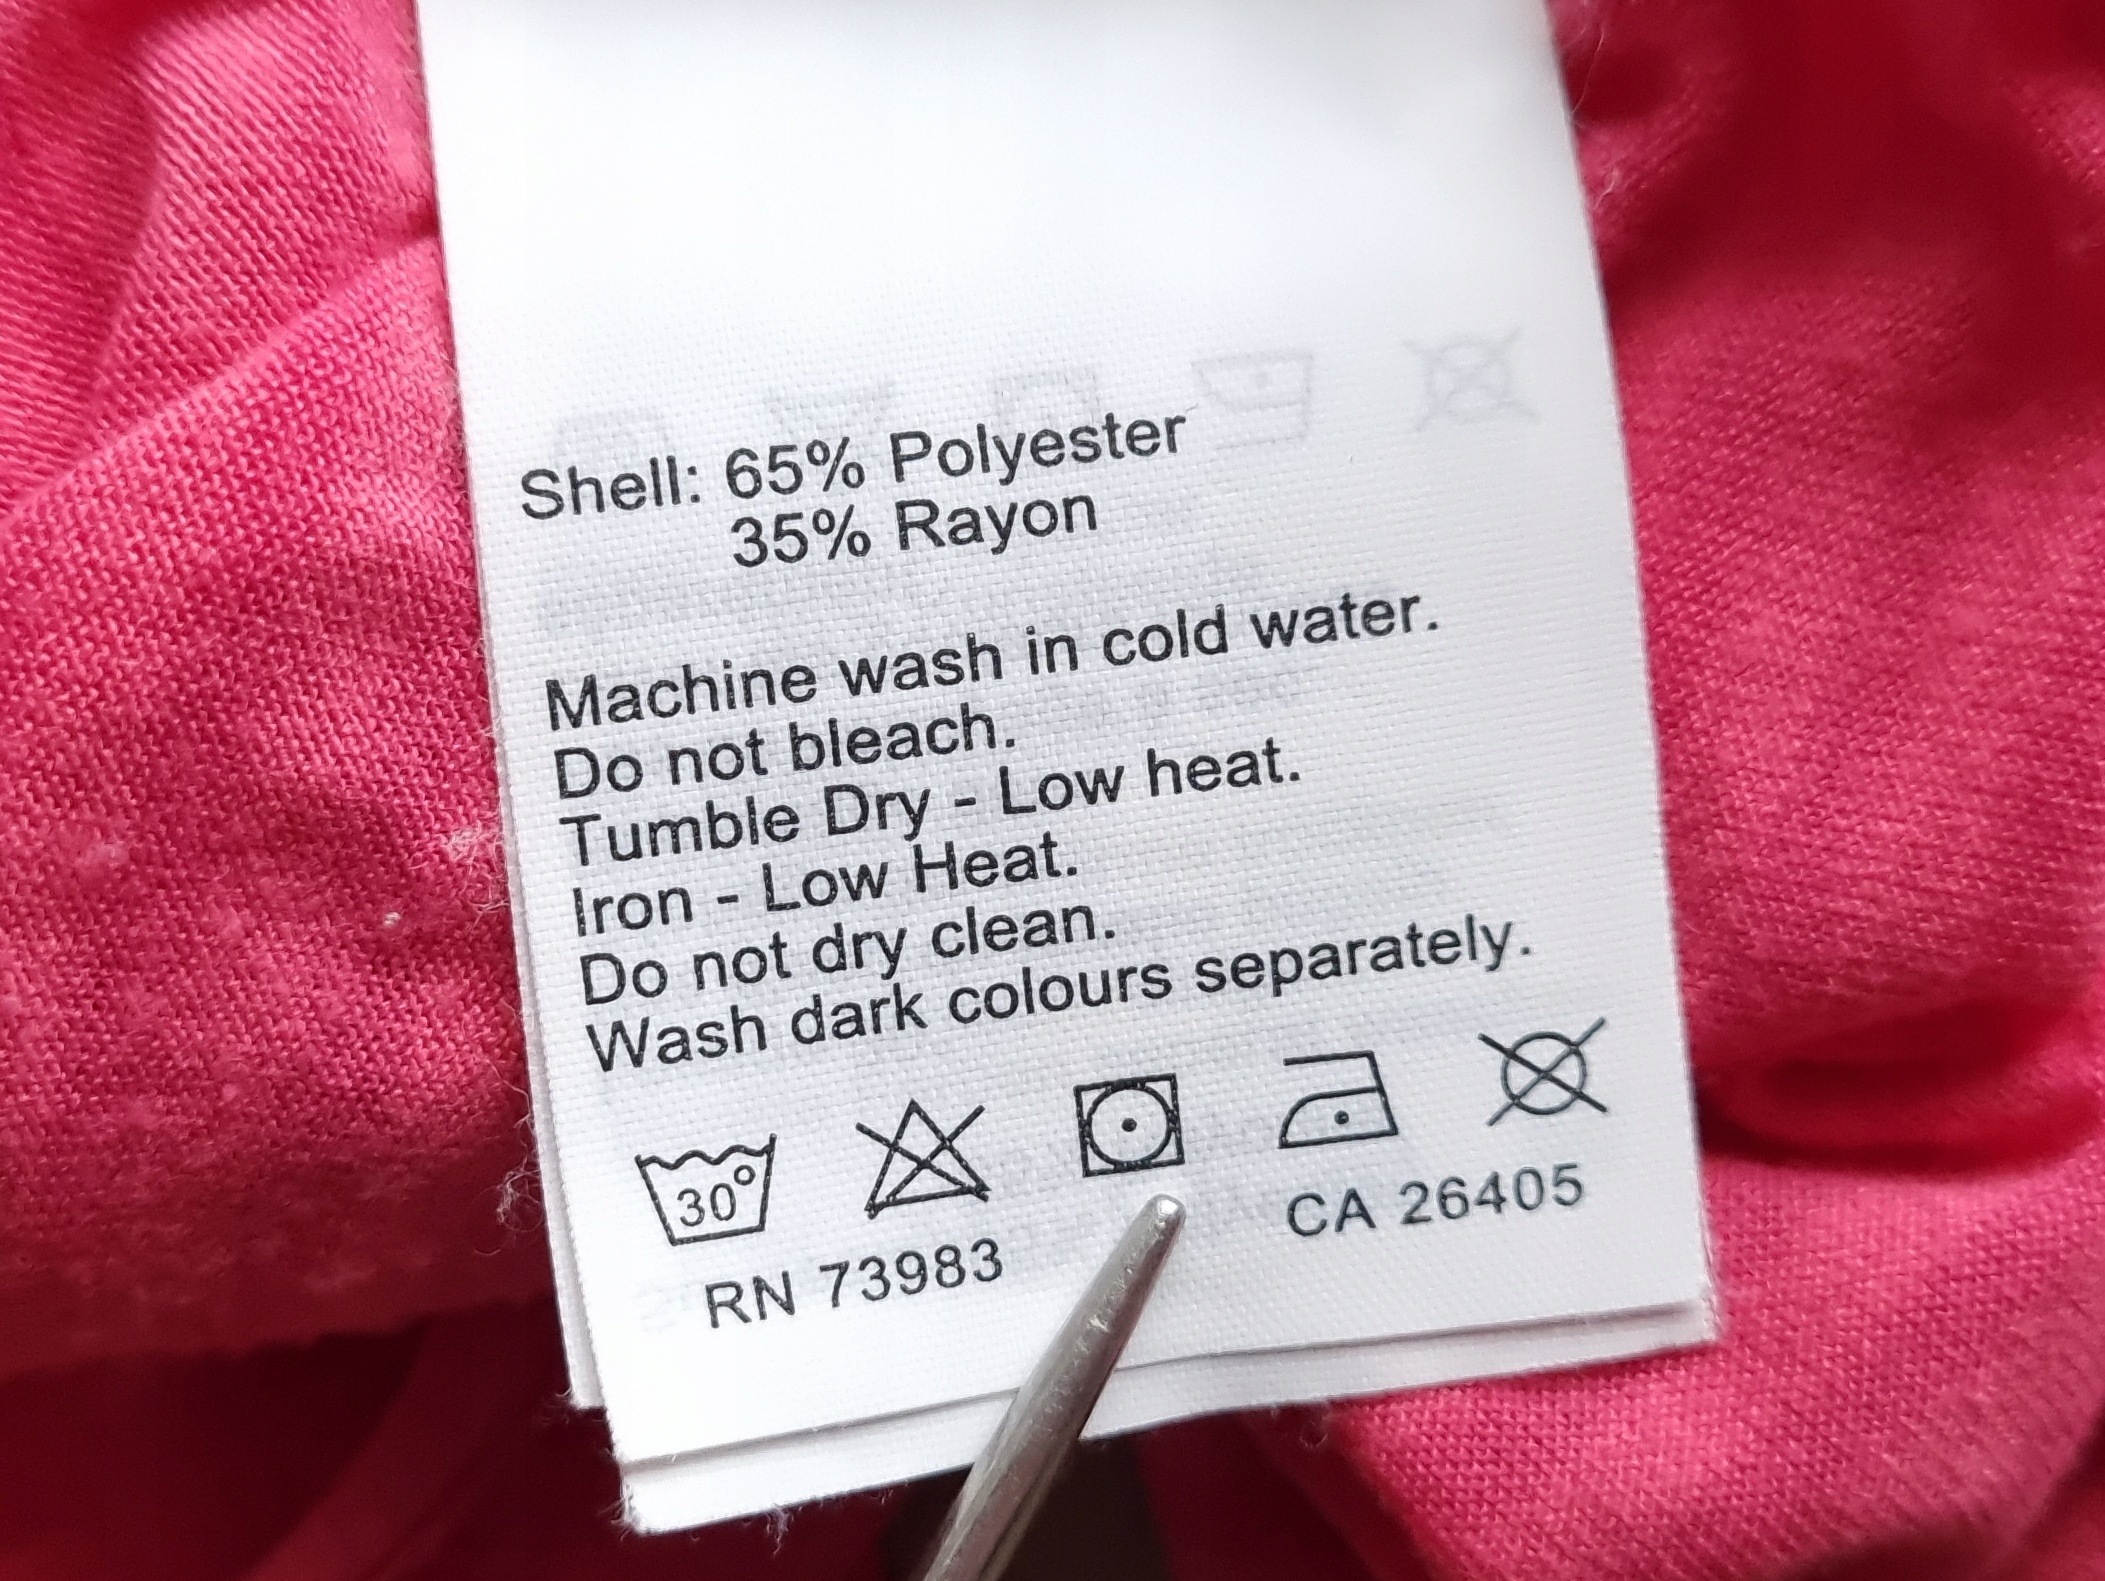 Shell: 65% Polyester
35% Rayon
Machine wash in cold water.
Do not bleach.
Tumble Dry - Low heat.
Iron - Low Heat.
Do not dry clean.
Wash dark colours separately.
30°
RN 73983 CA 26405